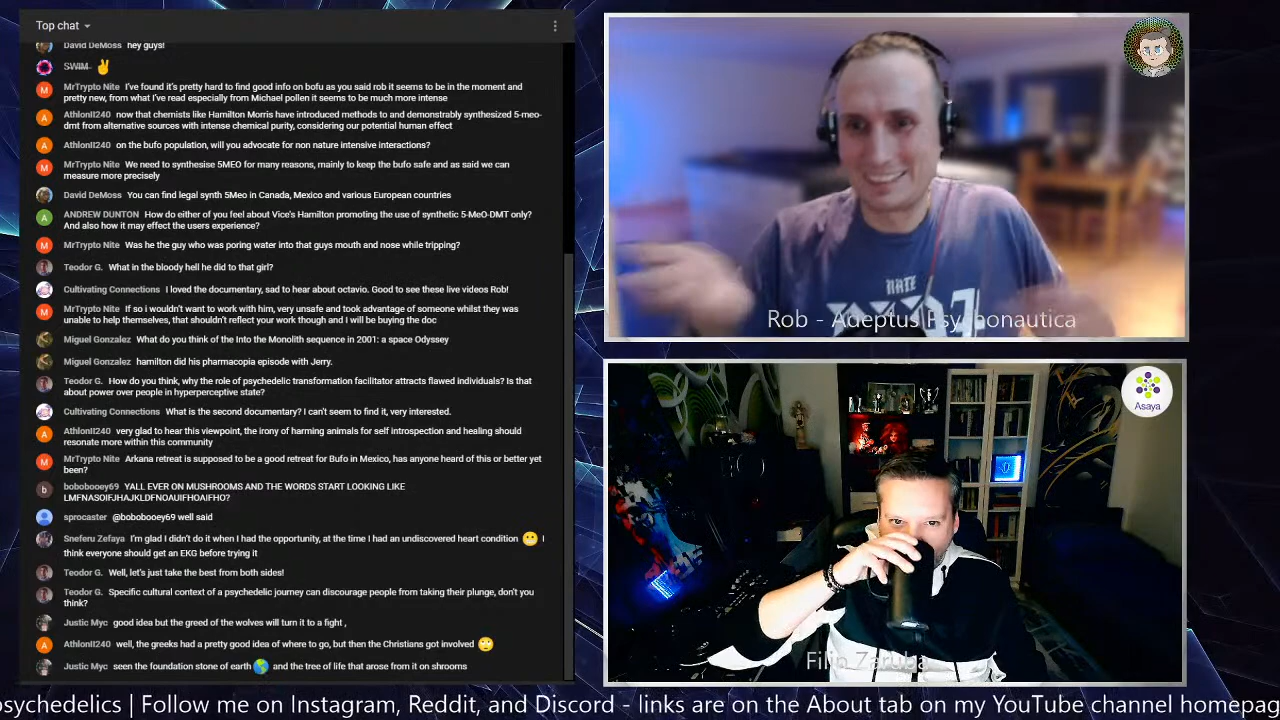 Top chat
David DeMoss hey guys!
SWIM
MrTrypto Nite I've found it's pretty hard to find good info on bofu as you said rob it seems to be in the moment and
pretty new, from what I've read especially from Michael pollen it seems to be much more intense
AthlonII240 now that chemists like Hamilton Morris have introduced methods to and demonstrably synthesized 5-meo-
dmt from alternative sources with intense chemical purity, considering our potential human effect
AthlonII240 on the bufo population, will you advocate for non nature intensive interactions?
MrTrypto Nite We need to synthesise 5MEO for many reasons, mainly to keep the bufo safe and as said we can
measure more precisely
David DeMoss You can find legal synth 5Meo in Canada, Mexico and various European countries
ANDREW DUNTON How do either of you feel about Vice's Hamilton promoting the use of synthetic 5-MeO-DMT only?
And also how it may effect the users experience?
MrTrypto Nite Was he the guy who was poring water into that guys mouth and nose while tripping?
Teodor G. What in the bloody hell he did to that girl?
Cultivating Connections I loved the documentary, sad to hear about octavio. Good to see these live videos Rob!
MrTrypto Nite If so i wouldn't want to work with him, very unsafe and took advantage of someone whilst they was
unable to help themselves, that shouldn't reflect your work though and I will be buying the doc
Miguel Gonzalez What do you think of the Into the Monolith sequence in 2001: a space Odyssey
Miguel Gonzalez hamilton did his pharmacopia episode with Jerry.
Teodor G. How do you think, why the role of psychedelic transformation facilitator attracts flawed individuals? Is that
about power over people in hyperperceptive state?
Cultivating Connections What is the second documentary? I can't seem to find it, very interested.
AthlonII240 very glad to hear this viewpoint, the irony of harming animals for self introspection and healing should
resonate more within this community
MrTrypto Nite Arkana retreat is supposed to be a good retreat for Bufo in Mexico, has anyone heard of this or better yet
been?
bobobooey69 YALL EVER ON MUSHROOMS AND THE WORDS START LOOKING LIKE
LMFNASOIFJHAJKLDFNOAUIFHOAIFHO?
sprocaster @bobobooey69 well said
Sneferu Zefaya I'm glad I didn't do it when I had the opportunity, at the time I had an undiscovered heart condition 😬 I
think everyone should get an EKG before trying it
Teodor G. Well, let's just take the best from both sides!
Teodor G. Specific cultural context of a psychedelic journey can discourage people from taking their plunge, don't you
think?
Justic Myc good idea but the greed of the wolves will turn it to a fight ,
AthlonII240 well, the greeks had a pretty good idea of where to go, but then the Christians got involved 🙄
Justic Myc seen the foundation stone of earth 🌎 and the tree of life that arose from it on shrooms
HATE
Rob - Adeptus Psychonautica
Asaya
Filip Zaruba
psychedelics | Follow me on Instagram, Reddit, and Discord - links are on the About tab on my YouTube channel homepag